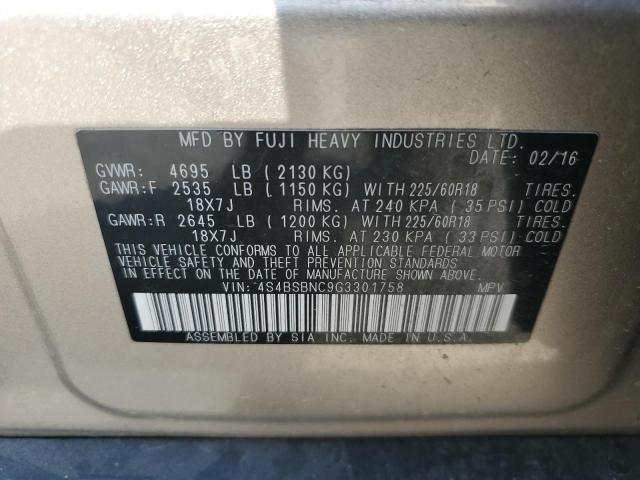 MFD BY FUJI HEAVY INDUSTRIES LTD.
DATE: 02/16
GVWR: 4695 LB (2130 KG)
GAWR:F 2535 LB (1150 KG) WITH 225/60R18 TIRES.
18X7J RIMS. AT 240 KPA (35 PSI) COLD
GAWR:R 2645 LB (1200 KG) WITH 225/60R18 TIRES.
18X7J RIMS. AT 230 KPA (33 PSI) COLD
THIS VEHICLE CONFORMS TO ALL APPLICABLE FEDERAL MOTOR
VEHICLE SAFETY AND THEFT PREVENTION STANDARDS
IN EFFECT ON THE DATE OF MANUFACTURE SHOWN ABOVE.
VIN: 4S4BSBNC9G3301758 MPV
ASSEMBLED BY SIA INC. MADE IN U.S.A.